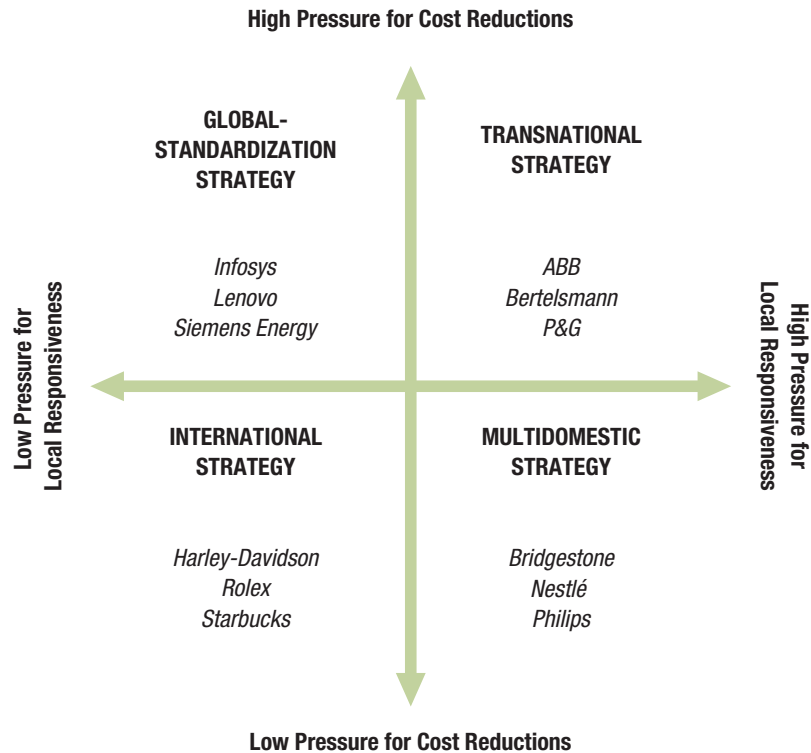 High Pressure for Cost Reductions
GLOBAL-
STANDARDIZATION
STRATEGY
TRANSNATIONAL
STRATEGY
Infosys
Lenovo
Siemens Energy
ABB
Bertelsmann
P&G
Low Pressure for
Local Responsiveness
High Pressure for
Local Responsiveness
INTERNATIONAL
STRATEGY
MULTIDOMESTIC
STRATEGY
Harley-Davidson
Rolex
Starbucks
Bridgestone
Nestlé
Philips
Low Pressure for Cost Reductions